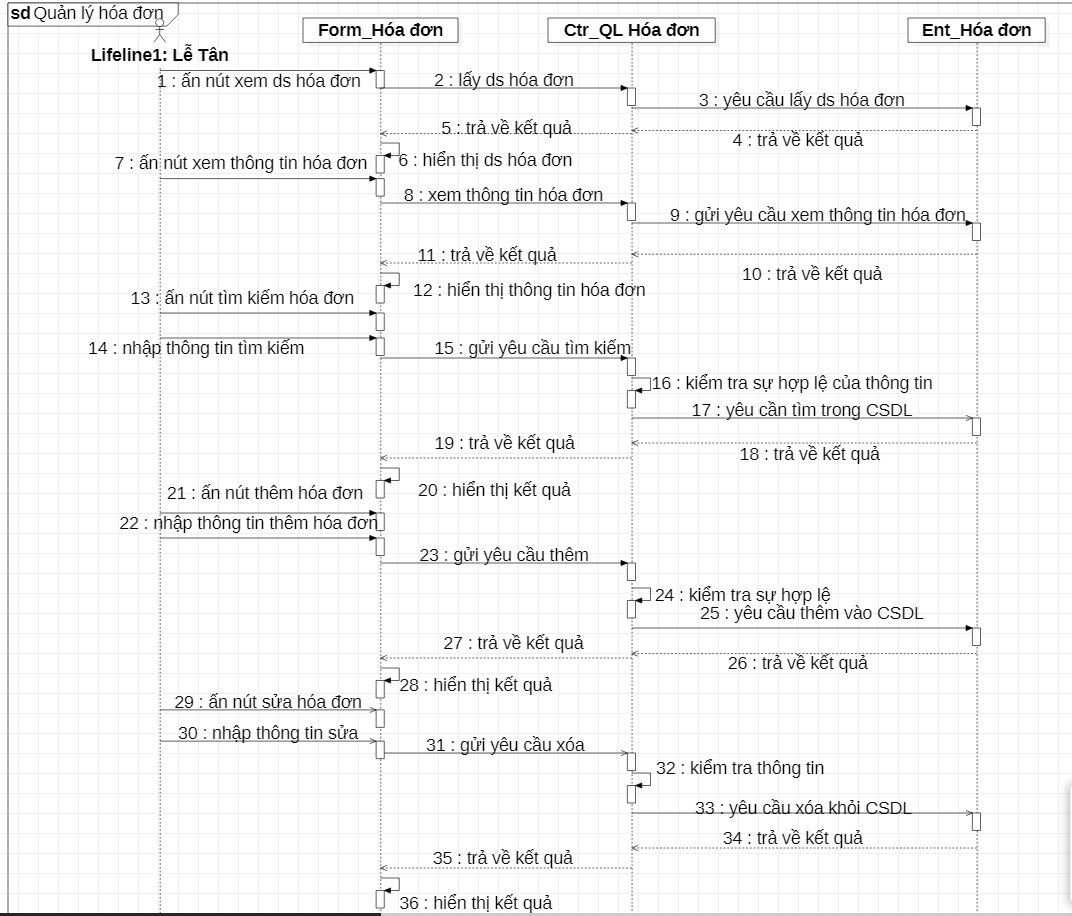 sd Quản lý hóa đơn
Form_Hóa đơn
Ctr_QL Hóa đơn
Ent_Hóa đơn
Lifeline1: Lễ Tân
1 : ấn nút xem ds hóa đơn
2 : lấy ds hóa đơn
3 : yêu cầu lấy ds hóa đơn
4 : trả về kết quả
5 : trả về kết quả
6 : hiển thị ds hóa đơn
7 : ấn nút xem thông tin hóa đơn
8 : xem thông tin hóa đơn
9 : gửi yêu cầu xem thông tin hóa đơn
10 : trả về kết quả
11 : trả về kết quả
12 : hiển thị thông tin hóa đơn
13 : ấn nút tìm kiếm hóa đơn
14 : nhập thông tin tìm kiếm
15 : gửi yêu cầu tìm kiếm
16 : kiểm tra sự hợp lệ của thông tin
17 : yêu cần tìm trong CSDL
18 : trả về kết quả
19 : trả về kết quả
20 : hiển thị kết quả
21 : ấn nút thêm hóa đơn
22 : nhập thông tin thêm hóa đơn
23 : gửi yêu cầu thêm
24 : kiểm tra sự hợp lệ
25 : yêu cầu thêm vào CSDL
26 : trả về kết quả
27 : trả về kết quả
28 : hiển thị kết quả
29 : ấn nút sửa hóa đơn
30 : nhập thông tin sửa
31 : gửi yêu cầu xóa
32 : kiểm tra thông tin
33 : yêu cầu xóa khỏi CSDL
34 : trả về kết quả
35 : trả về kết quả
36 : hiển thị kết quả